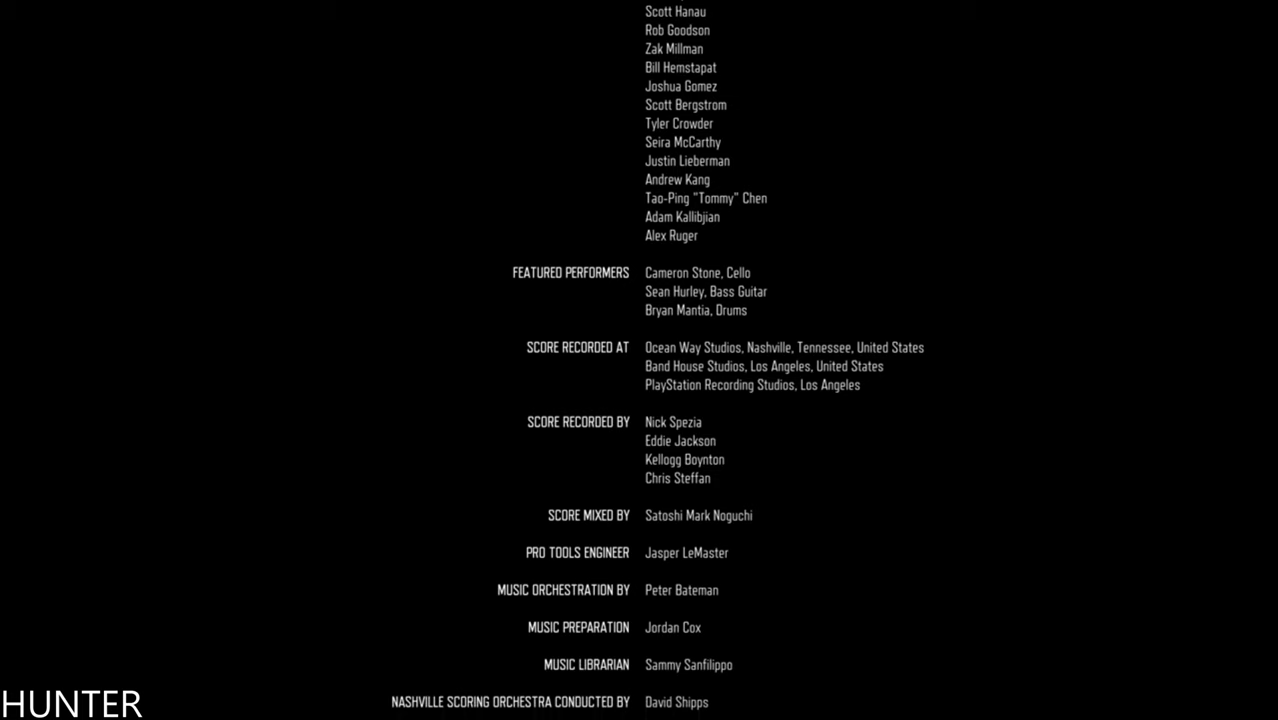 Scott Hanau
Rob Goodson
Zak Millman
Bill Hemstapat
Joshua Gomez
Scott Bergstrom
Tyler Crowder
Seira McCarthy
Justin Lieberman
Andrew Kang
Tao-Ping "Tommy" Chen
Adam Kallibjian
Alex Ruger
FEATURED PERFORMERS Cameron Stone, Cello
Sean Hurley, Bass Guitar
Bryan Mantia, Drums
SCORE RECORDED AT Ocean Way Studios, Nashville, Tennessee, United States
Band House Studios, Los Angeles, United States
PlayStation Recording Studios, Los Angeles
SCORE RECORDED BY Nick Spezia
Eddie Jackson
Kellogg Boynton
Chris Steffan
SCORE MIXED BY Satoshi Mark Noguchi
PRO TOOLS ENGINEER Jasper LeMaster
MUSIC ORCHESTRATION BY Peter Bateman
MUSIC PREPARATION Jordan Cox
MUSIC LIBRARIAN Sammy Sanfilippo
NASHVILLE SCORING ORCHESTRA CONDUCTED BY David Shipps
HUNTER